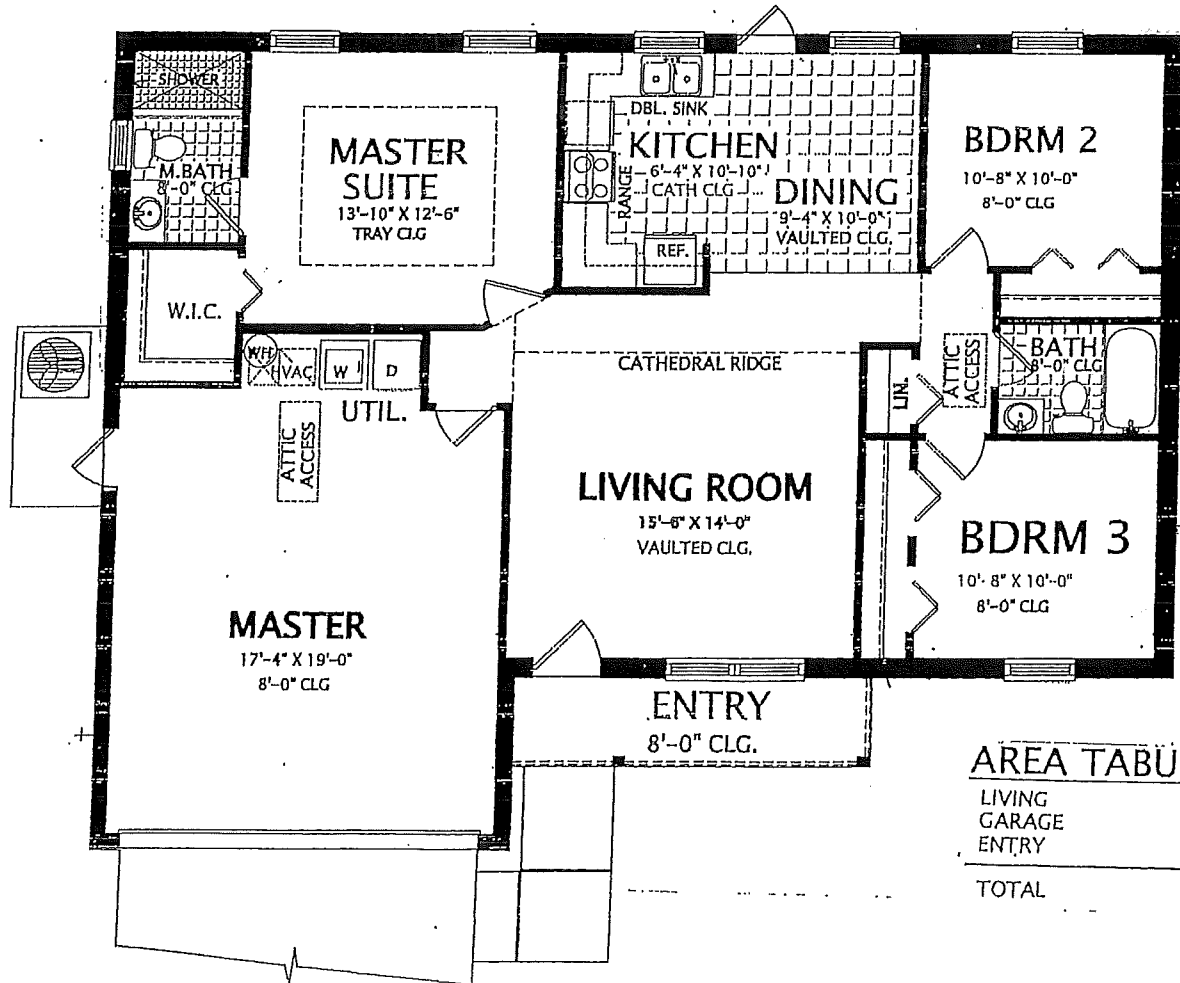 SHOWER
M.BATH
8'-0" CLG
MASTER
SUITE
13'-10" X 12'-6"
TRAY CLG
DBL. SINK
KITCHEN
6'-4" X 10'-10"
CATH CLG
RANGE
REF.
DINING
9'-4" X 10'-0"
VAULTED CLG.
BDRM 2
10'-8" X 10'-0"
8'-0" CLG
W.I.C.
WH
HVAC
W
D
UTIL.
ATTIC
ACCESS
CATHEDRAL RIDGE
LIN.
ATTIC
ACCESS
BATH
8'-0" CLG
LIVING ROOM
15'-6" X 14'-0"
VAULTED CLG.
BDRM 3
10'-8" X 10'-0"
8'-0" CLG
MASTER
17'-4" X 19'-0"
8'-0" CLG
ENTRY
8'-0" CLG.
AREA TABU
LIVING
GARAGE
ENTRY
TOTAL